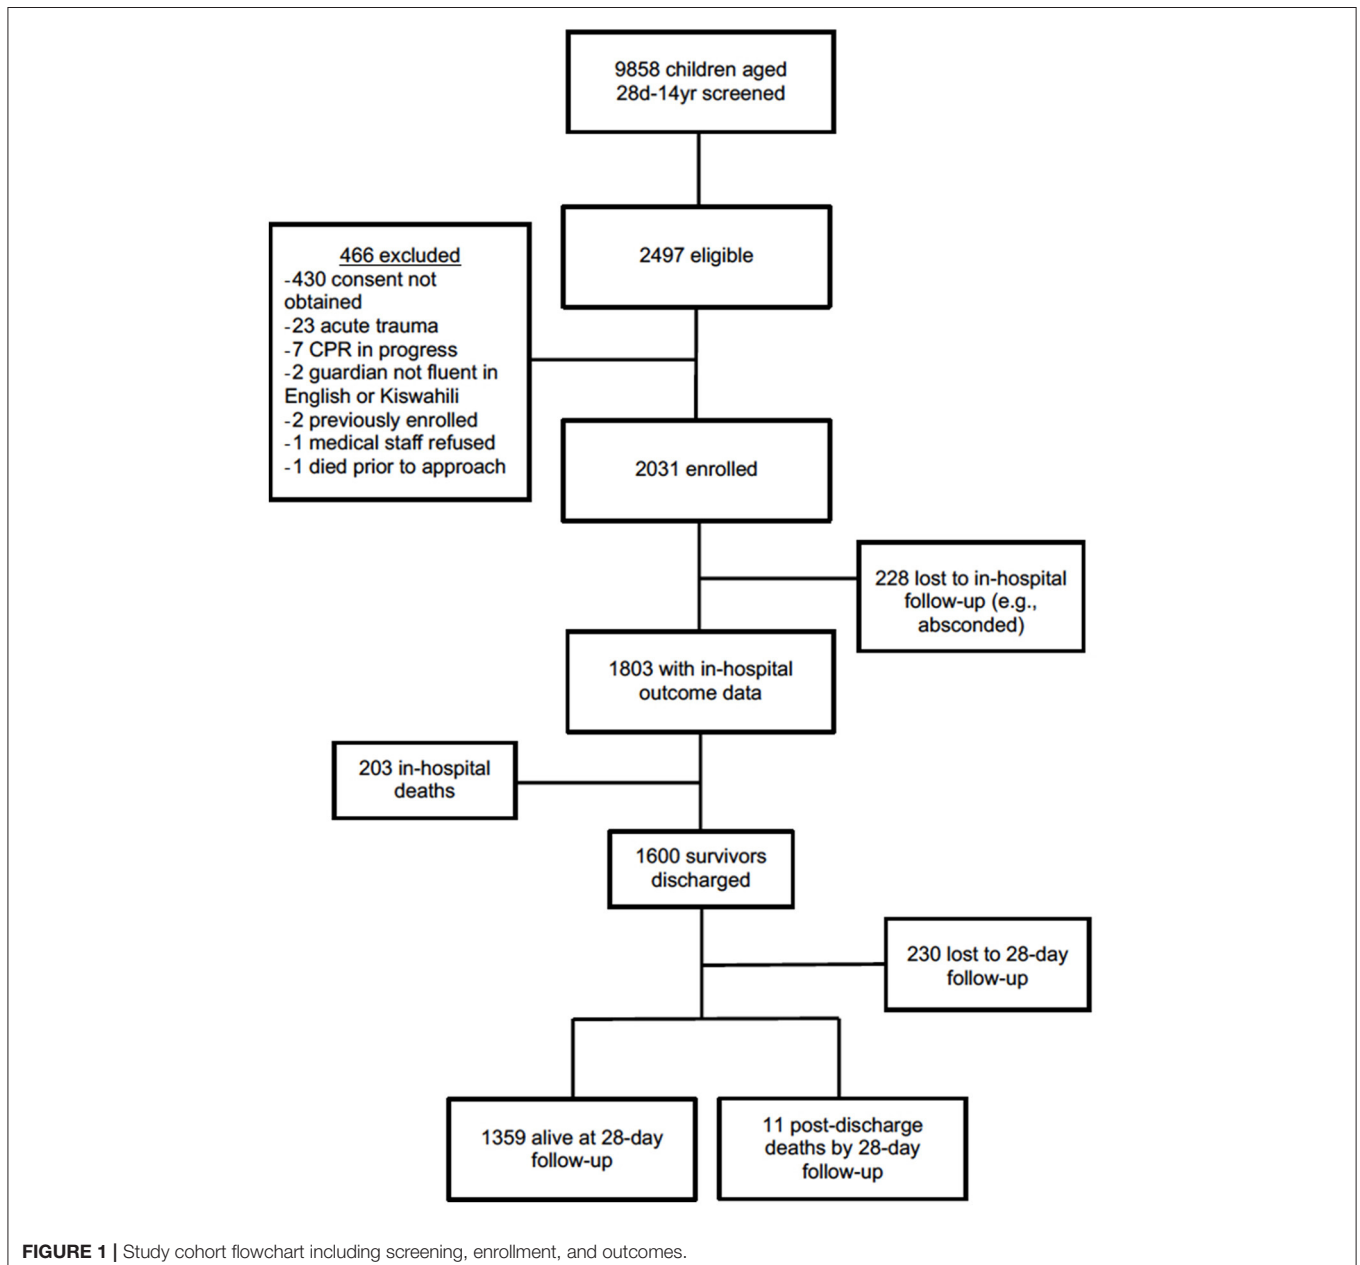 9858 children aged
28d-14yr screened
2497 eligible
466 excluded
-430 consent not
obtained
-23 acute trauma
-7 CPR in progress
-2 guardian not fluent in
English or Kiswahili
-2 previously enrolled
-1 medical staff refused
-1 died prior to approach
2031 enrolled
228 lost to in-hospital
follow-up (e.g.,
absconded)
1803 with in-hospital
outcome data
203 in-hospital
deaths
1600 survivors
discharged
230 lost to 28-day
follow-up
1359 alive at 28-day
follow-up
11 post-discharge
deaths by 28-day
follow-up
FIGURE 1 | Study cohort flowchart including screening, enrollment, and outcomes.